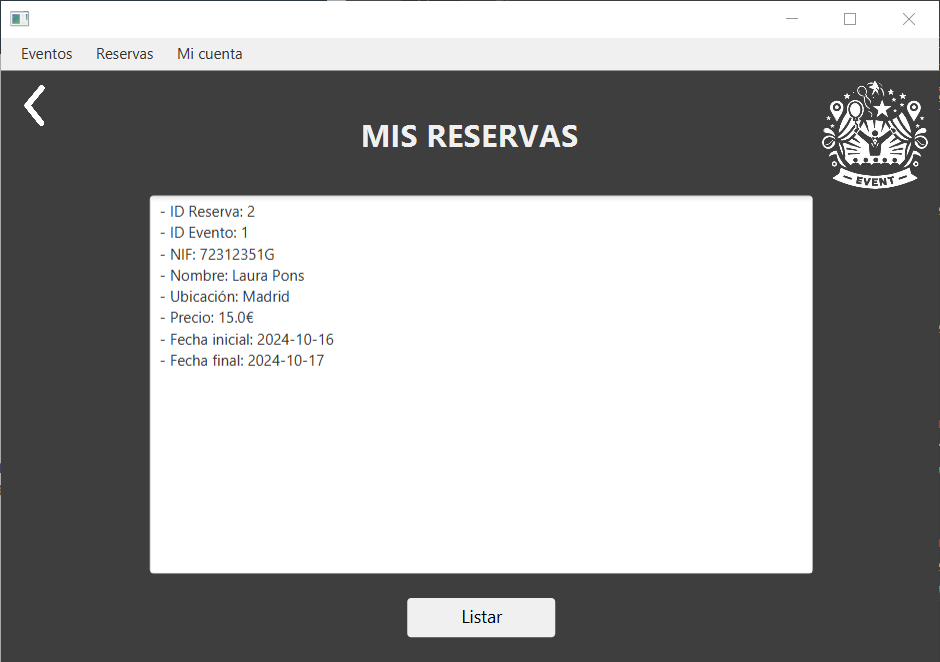 Eventos Reservas Mi cuenta
MIS RESERVAS
EVENT
- ID Reserva: 2
- ID Evento: 1
- NIF: 72312351G
- Nombre: Laura Pons
- Ubicación: Madrid
- Precio: 15.0€
- Fecha inicial: 2024-10-16
- Fecha final: 2024-10-17
Listar